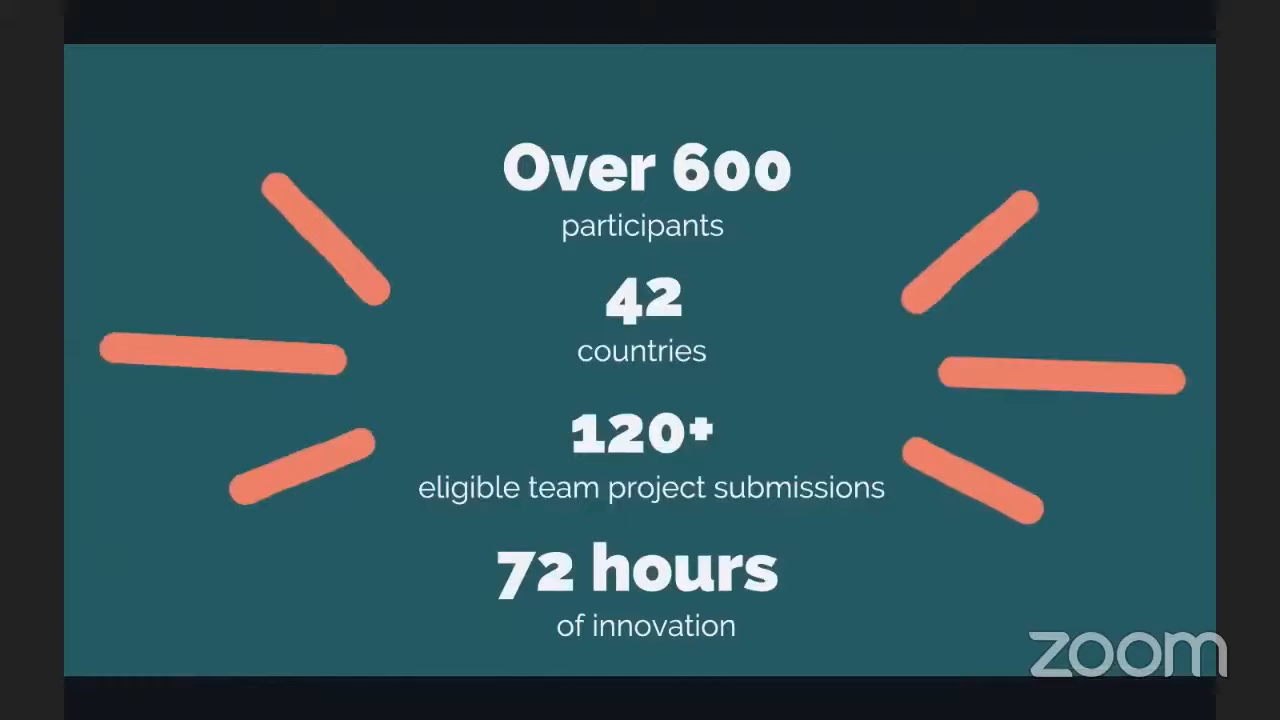 Over 600
participants
42
countries
120+
eligible team project submissions
72 hours
of innovation
zoom